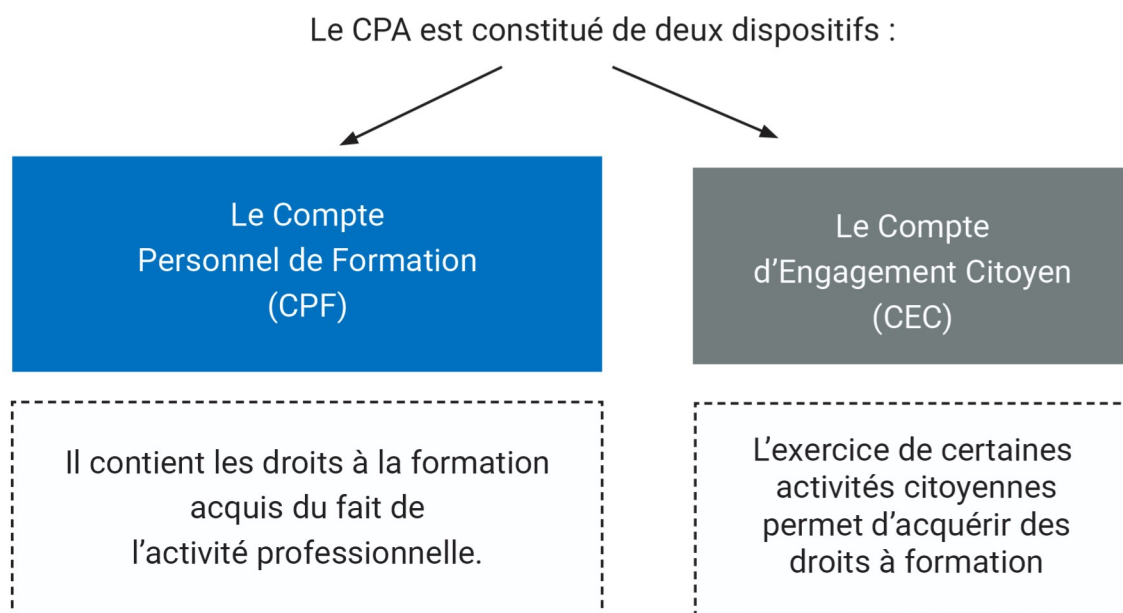 Le CPA est constitué de deux dispositifs :
Le Compte
Personnel de Formation
(CPF)
Il contient les droits à la formation
acquis du fait de
l’activité professionnelle.
Le Compte
d’Engagement Citoyen
(CEC)
L’exercice de certaines
activités citoyennes
permet d’acquérir des
droits à formation